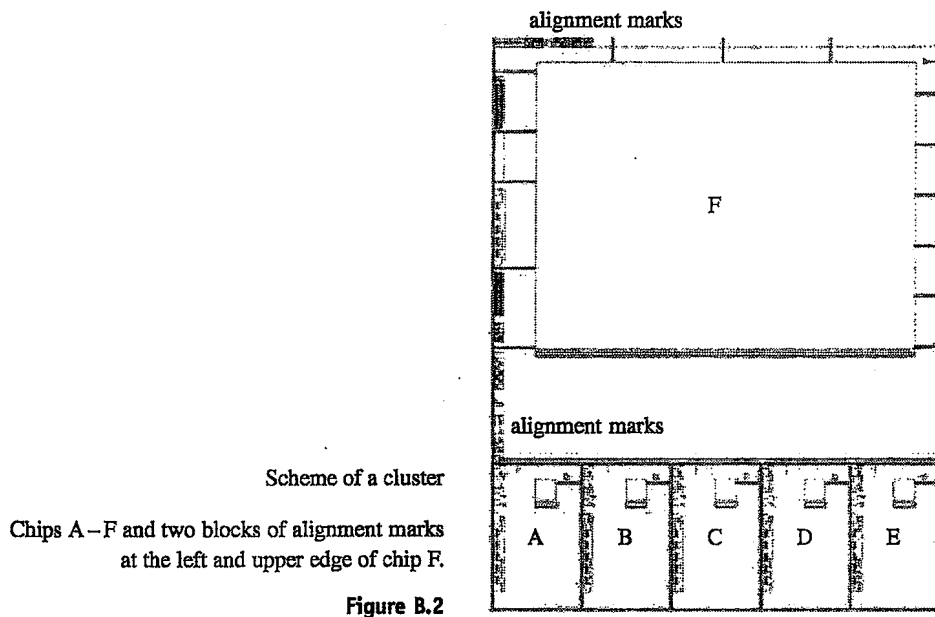 alignment marks
F
alignment marks
A B C D E
Scheme of a cluster
Chips A–F and two blocks of alignment marks
at the left and upper edge of chip F.
Figure B.2